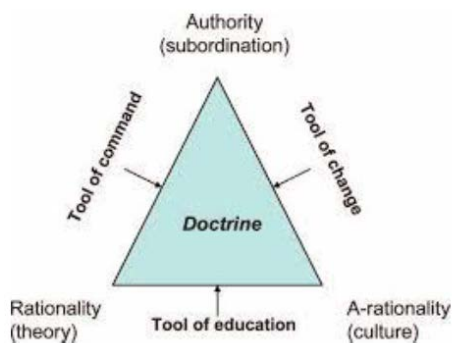 Authority
(subordination)
Tool of command
Tool of change
Doctrine
Rationality
(theory)
Tool of education
A-rationality
(culture)